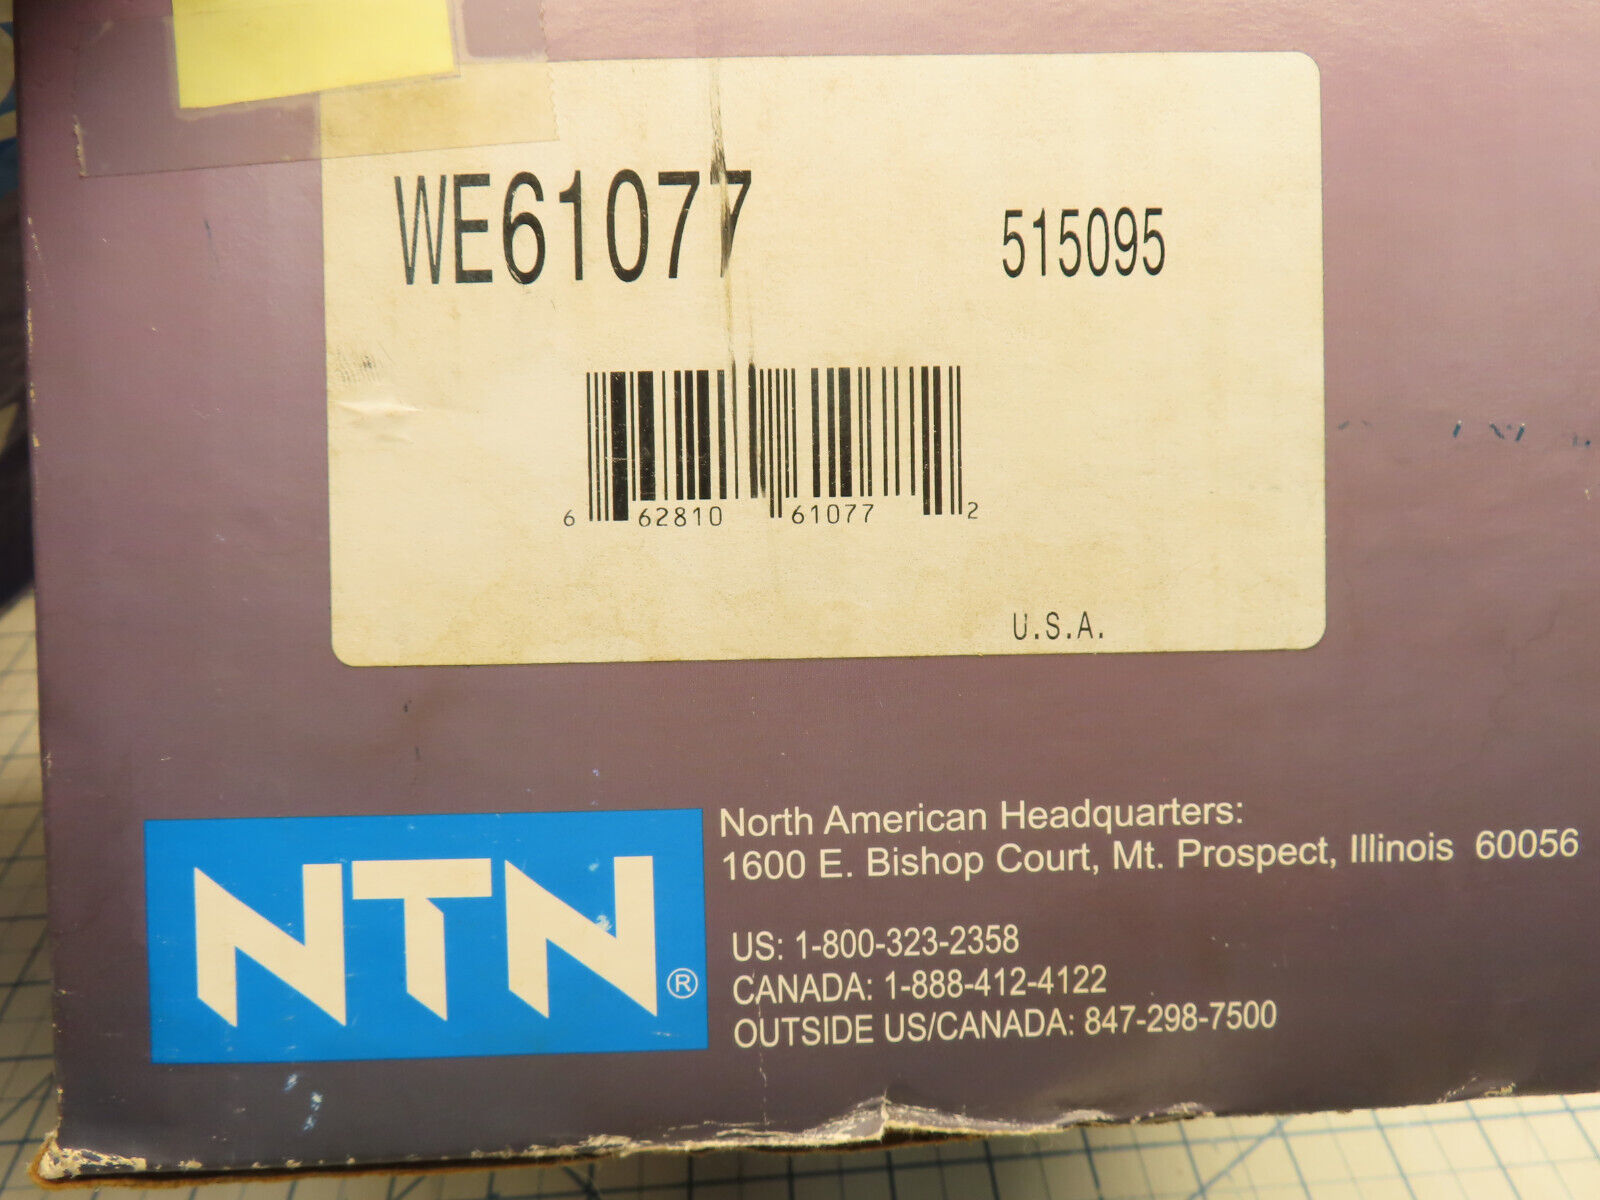 WE61077 515095
6 62810 61077 2
U.S.A.
NTN®
North American Headquarters:
1600 E. Bishop Court, Mt. Prospect, Illinois 60056
US: 1-800-323-2358
CANADA: 1-888-412-4122
OUTSIDE US/CANADA: 847-298-7500